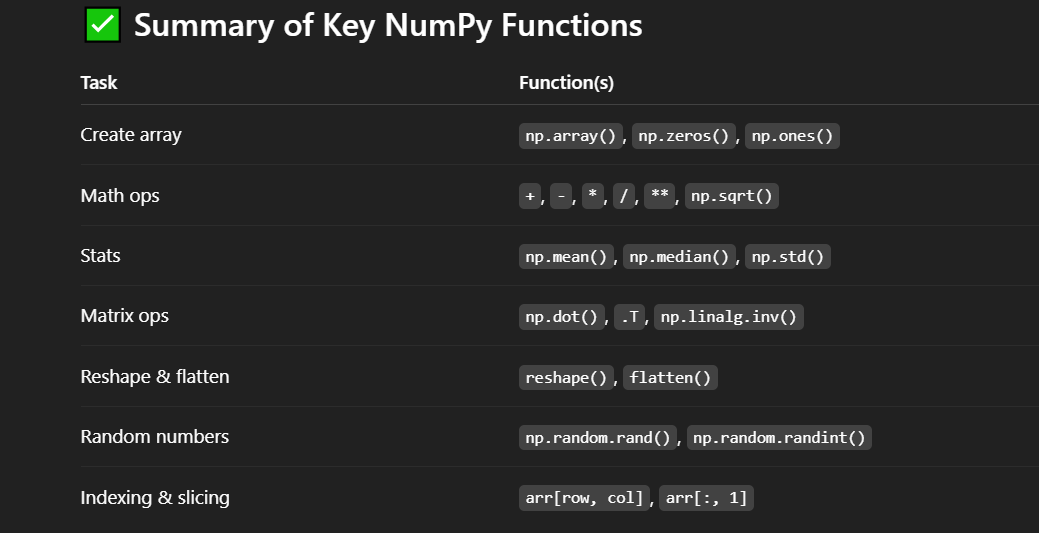 ✅ Summary of Key NumPy Functions
Task Function(s)
Create array np.array(), np.zeros(), np.ones()
Math ops +, -, *, /, **, np.sqrt()
Stats np.mean(), np.median(), np.std()
Matrix ops np.dot(), .T, np.linalg.inv()
Reshape & flatten reshape(), flatten()
Random numbers np.random.rand(), np.random.randint()
Indexing & slicing arr[row, col], arr[:, 1]